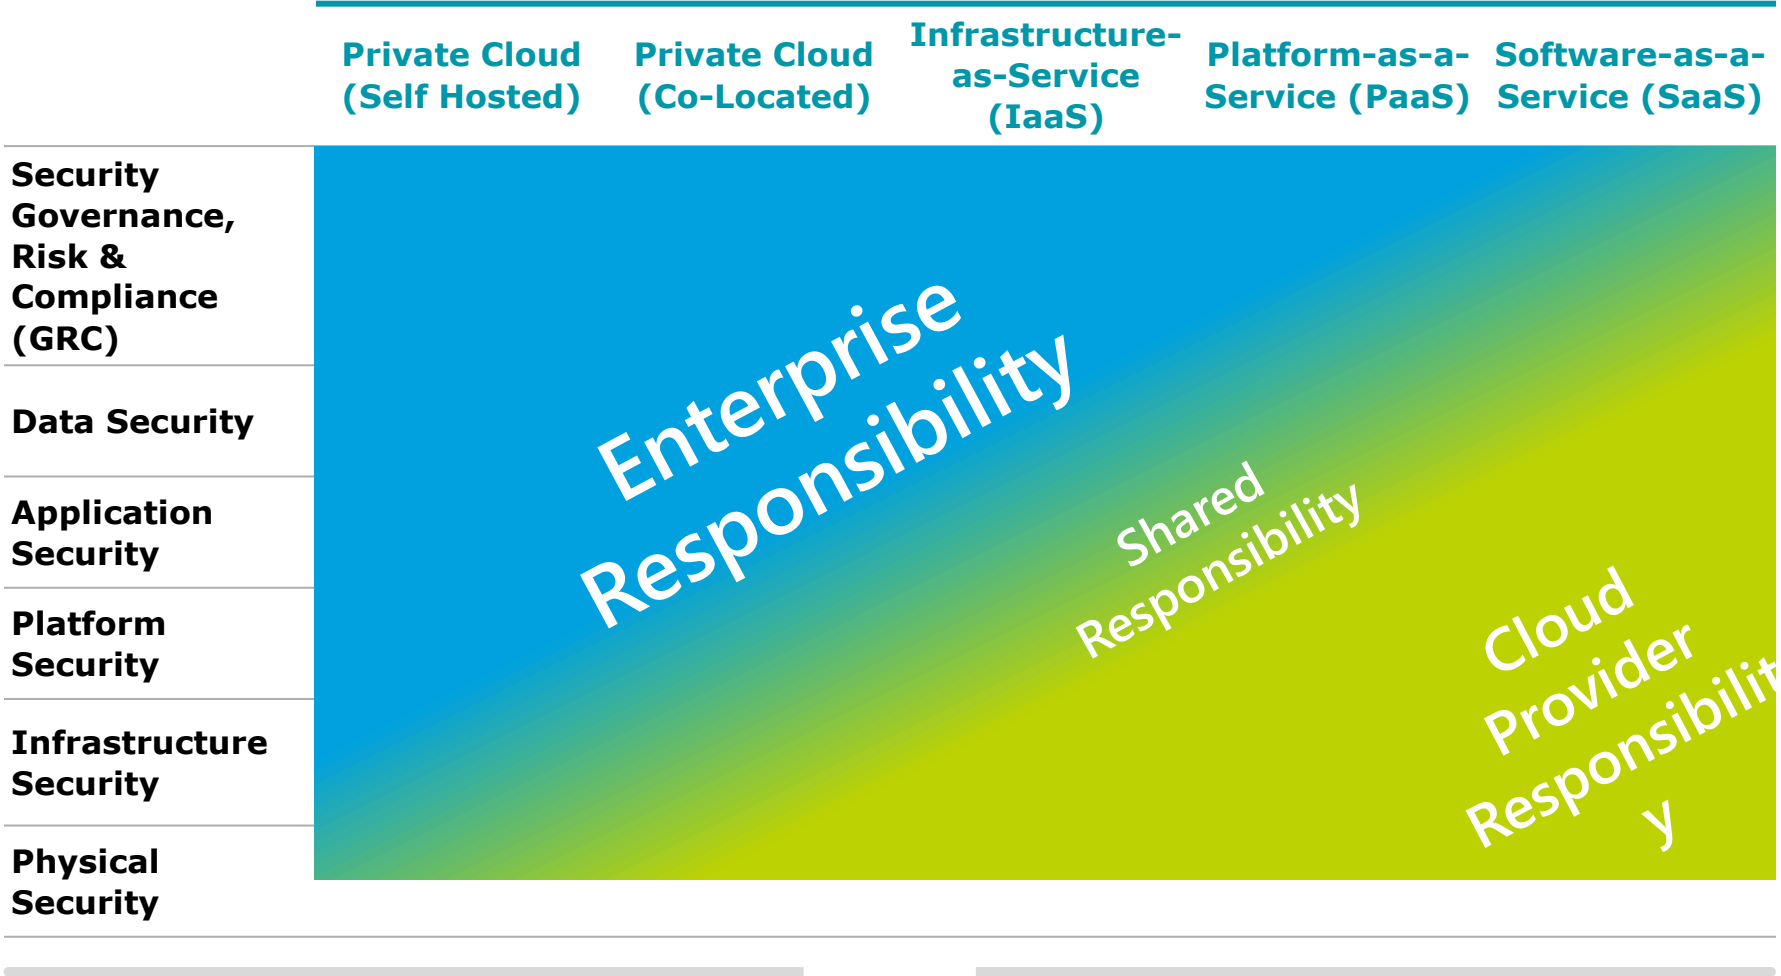 Private Cloud
(Self Hosted)
Private Cloud
(Co-Located)
Infrastructure-
as-Service
(IaaS)
Platform-as-a-
Service (PaaS)
Software-as-a-
Service (SaaS)
Security
Governance,
Risk &
Compliance
(GRC)
Data Security
Application
Security
Platform
Security
Infrastructure
Security
Physical
Security
Enterprise
Responsibility
Shared
Responsibility
Cloud
Provider
Responsibilit
y